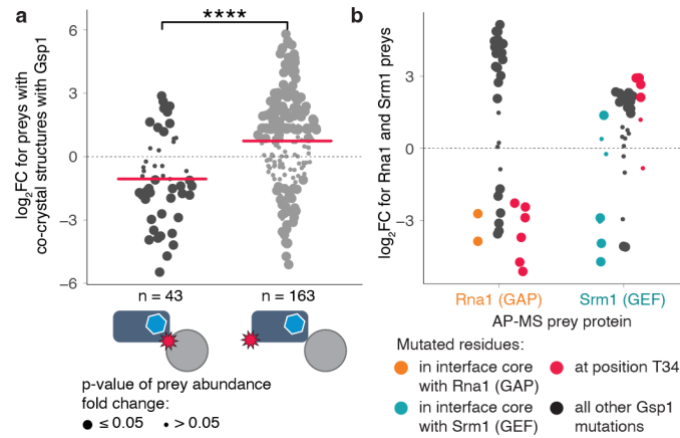 a
****
log2FC for preys with
co-crystal structures with Gsp1
6
3
0
−3
−6
n = 43
n = 163
p-value of prey abundance
fold change:
≤ 0.05
> 0.05
b
log2FC for Rna1 and Srm1 preys
3
0
−3
Rna1 (GAP)
Srm1 (GEF)
AP-MS prey protein
Mutated residues:
in interface core
with Rna1 (GAP)
at position T34
in interface core
with Srm1 (GEF)
all other Gsp1
mutations